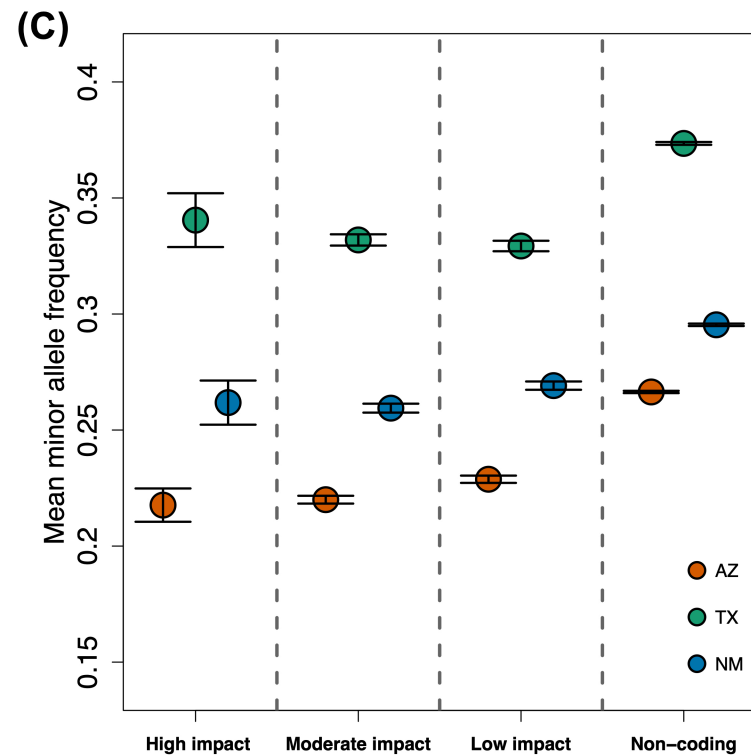 (C)
Mean minor allele frequency
0.4
0.35
0.3
0.25
0.2
0.15
AZ
TX
NM
High impact
Moderate impact
Low impact
Non−coding